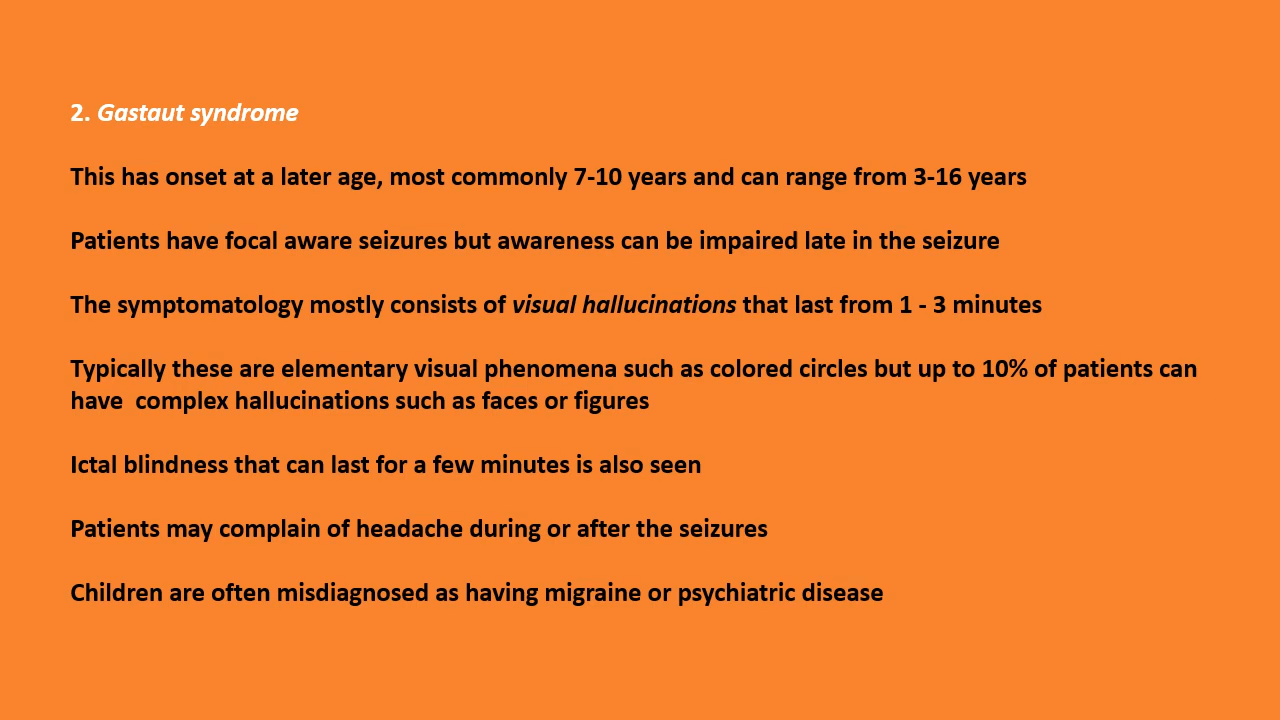 2. Gastaut syndrome
This has onset at a later age, most commonly 7-10 years and can range from 3-16 years
Patients have focal aware seizures but awareness can be impaired late in the seizure
The symptomatology mostly consists of visual hallucinations that last from 1 - 3 minutes
Typically these are elementary visual phenomena such as colored circles but up to 10% of patients can
have  complex hallucinations such as faces or figures
Ictal blindness that can last for a few minutes is also seen
Patients may complain of headache during or after the seizures
Children are often misdiagnosed as having migraine or psychiatric disease